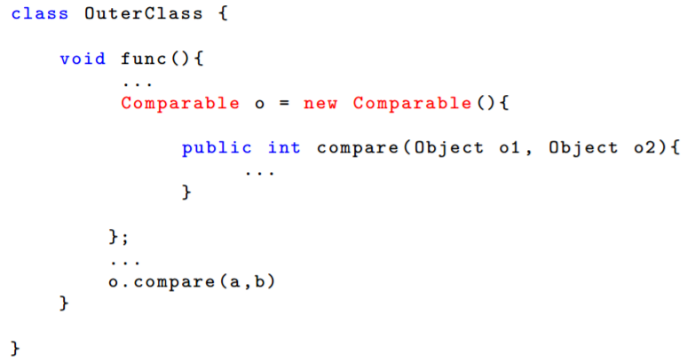 class OuterClass {
void func(){
...
Comparable o = new Comparable(){
public int compare(Object o1, Object o2){
...
}
};
...
o.compare(a,b)
}
}